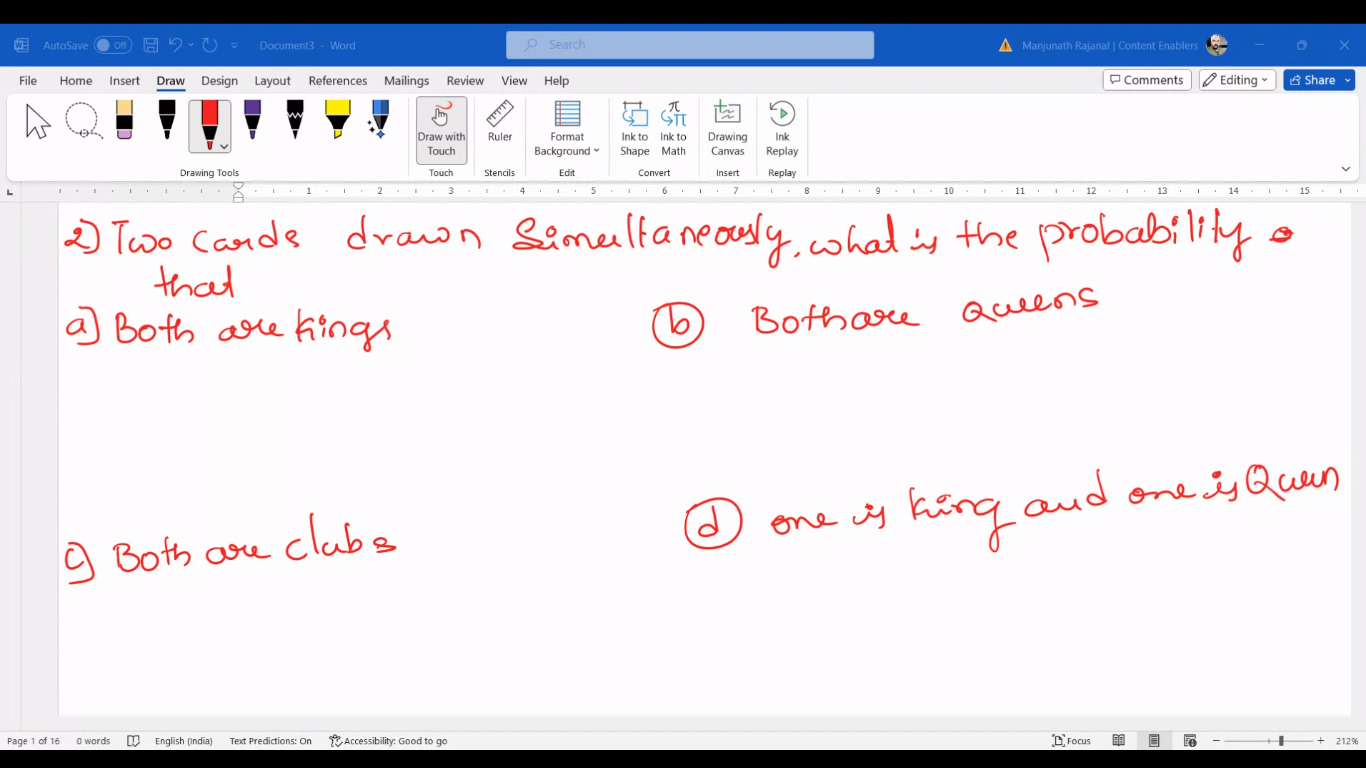 AutoSave Off Document3 - Word Search Manjunath Rajanal | Content Enablers
File Home Insert Draw Design Layout References Mailings Review View Help Comments Editing Share
Draw with Touch Ruler Format Background Ink to Shape Ink to Math Drawing Canvas Ink Replay
Drawing Tools Touch Stencils Edit Convert Insert Replay
1 2 3 4 5 6 7 8 9 10 11 12 13 14 15
2) Two cards drawn Simultaneously, what is the probability
that
a) Both are kings
b Both are Queens
c) Both are clubs
d one is king and one is Queen
Page 1 of 16 0 words English (India) Text Predictions: On Accessibility: Good to go Focus 212%